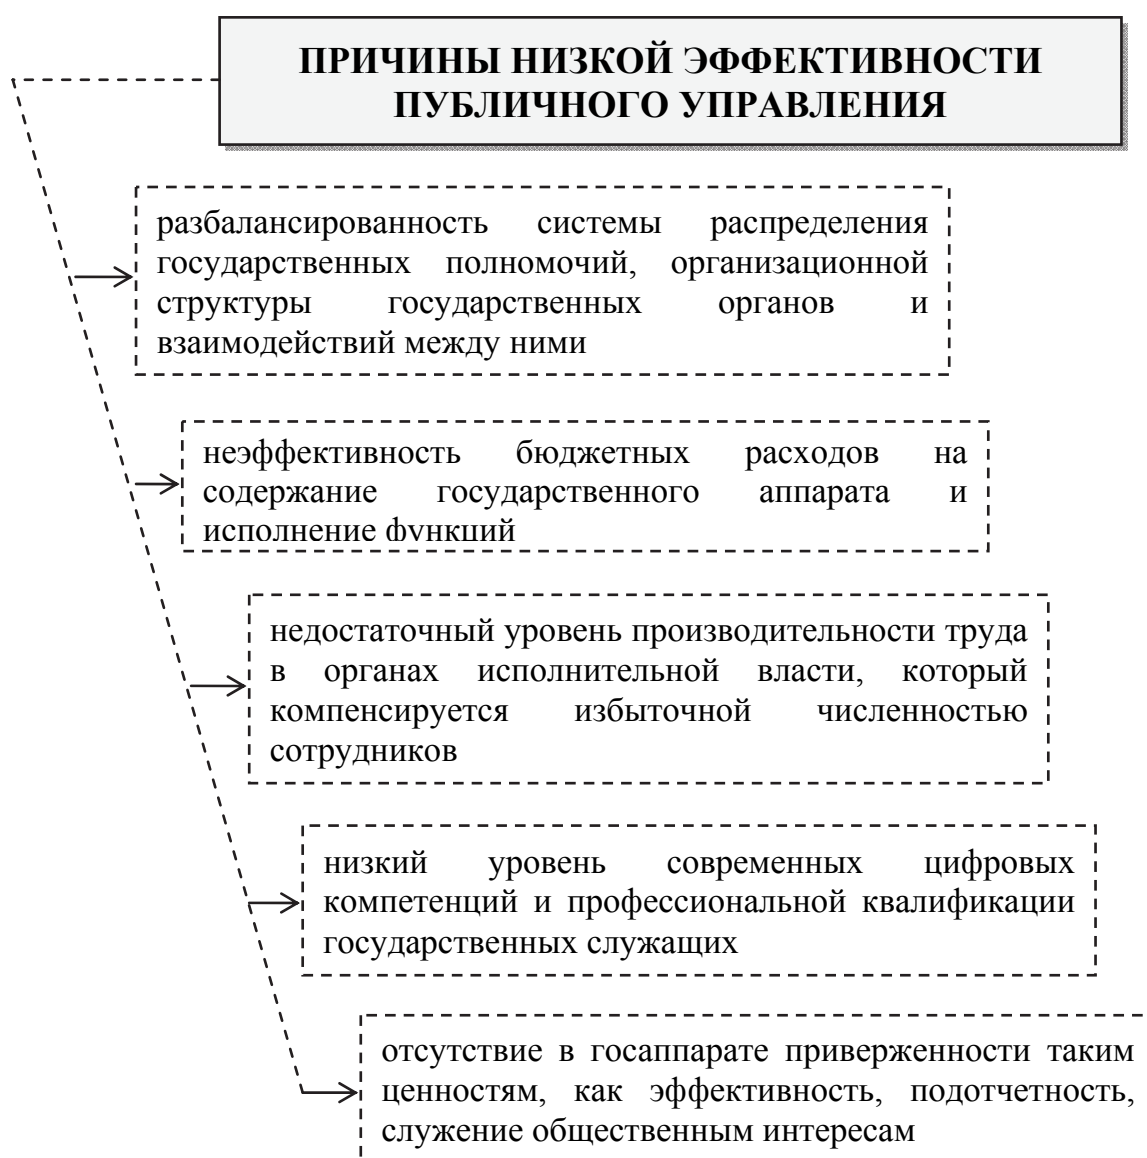 ПРИЧИНЫ НИЗКОЙ ЭФФЕКТИВНОСТИ
ПУБЛИЧНОГО УПРАВЛЕНИЯ
разбалансированность системы распределения
государственных полномочий, организационной
структуры государственных органов и
взаимодействий между ними
неэффективность бюджетных расходов на
содержание государственного аппарата и
исполнение функций
недостаточный уровень производительности труда
в органах исполнительной власти, который
компенсируется избыточной численностью
сотрудников
низкий уровень современных цифровых
компетенций и профессиональной квалификации
государственных служащих
отсутствие в госаппарате приверженности таким
ценностям, как эффективность, подотчетность,
служение общественным интересам